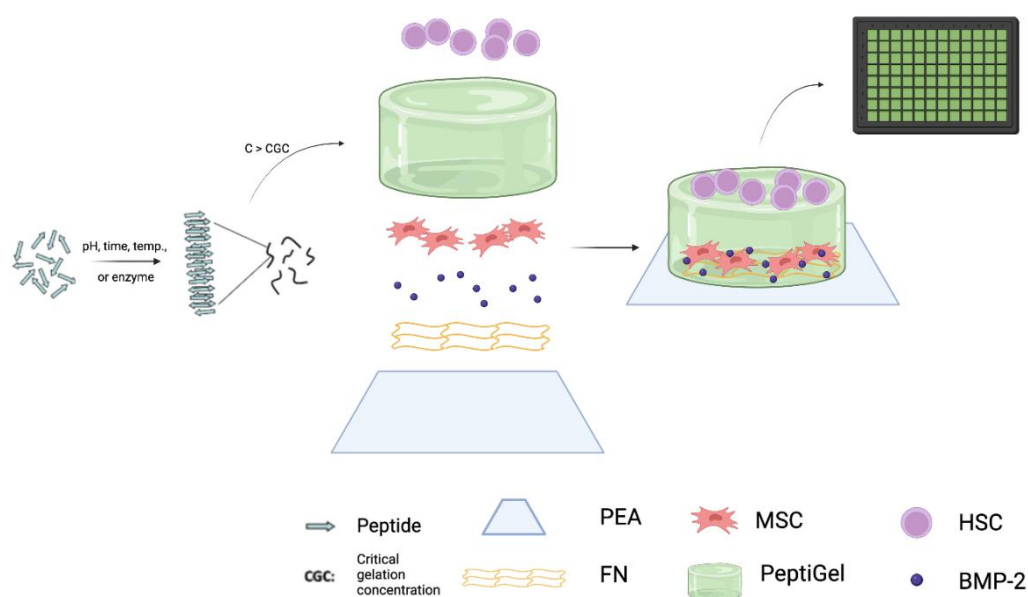 C > CGC
pH, time, temp.,
or enzyme
Peptide
PEA
MSC
HSC
CGC:
Critical
gelation
concentration
FN
PeptiGel
BMP-2